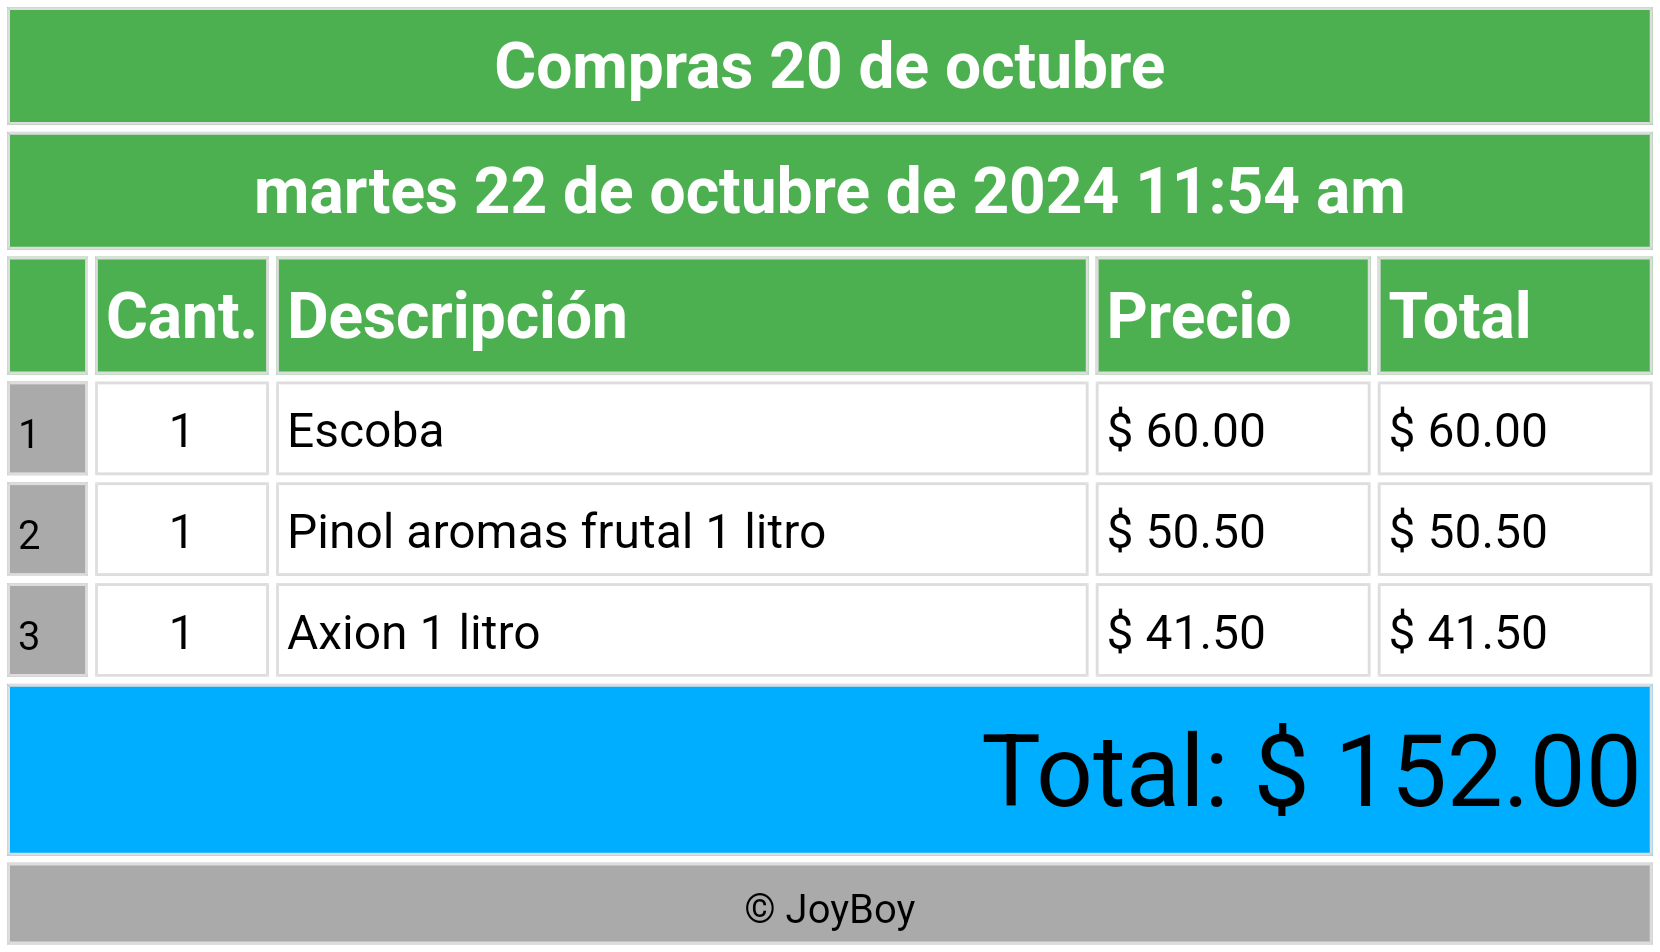 Compras 20 de octubre
martes 22 de octubre de 2024 11:54 am
Cant. Descripción Precio Total
1 1 Escoba $ 60.00 $ 60.00
2 1 Pinol aromas frutal 1 litro $ 50.50 $ 50.50
3 1 Axion 1 litro $ 41.50 $ 41.50
Total: $ 152.00
© JoyBoy